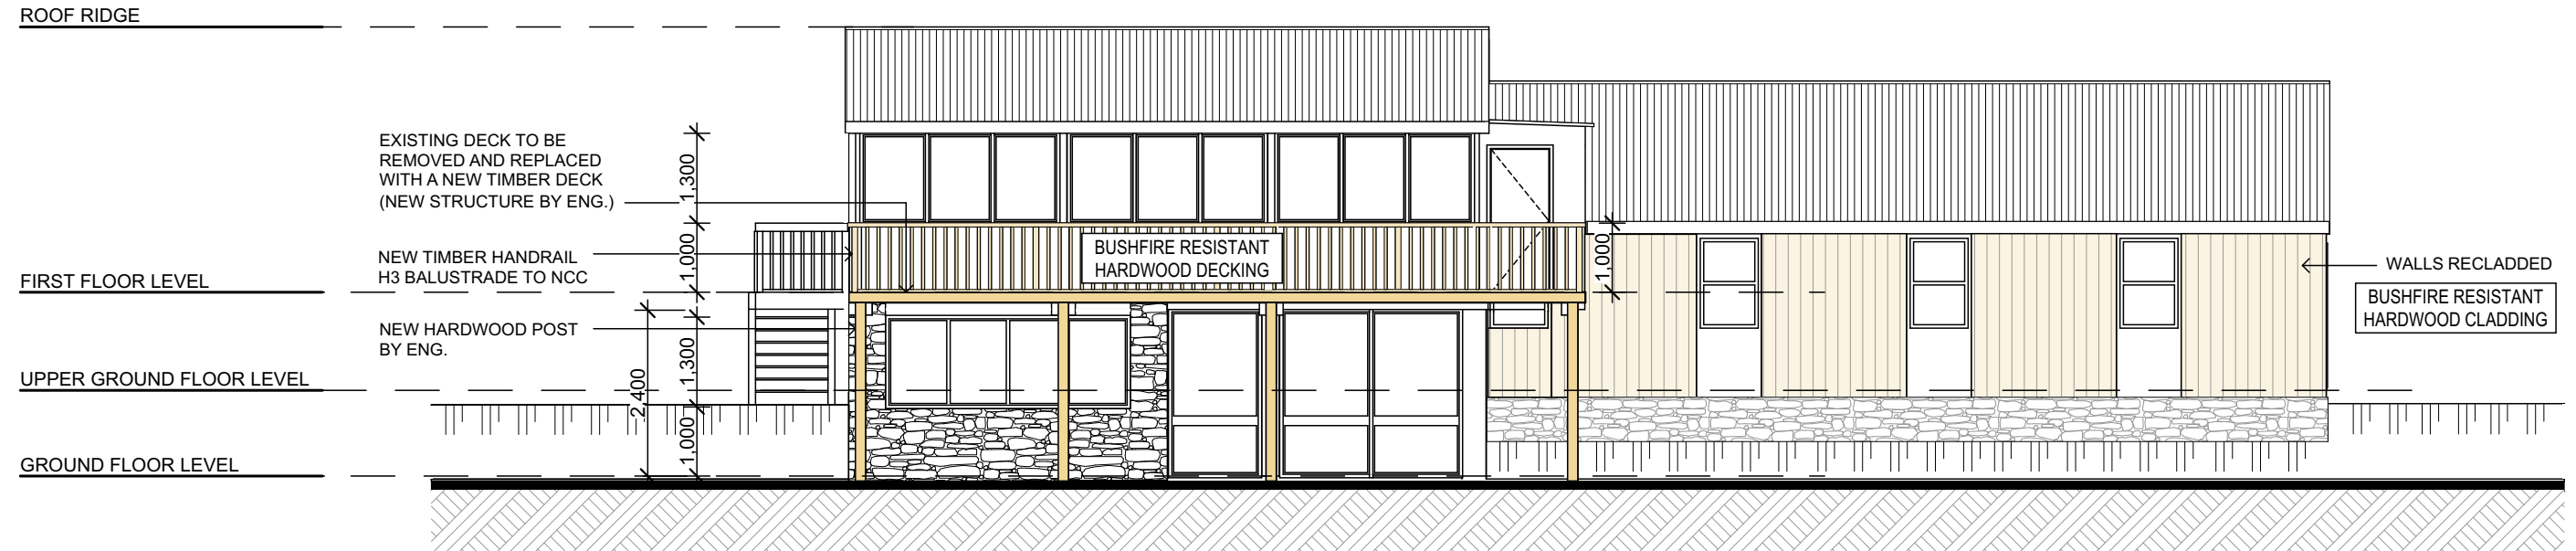 ROOF RIDGE
EXISTING DECK TO BE
REMOVED AND REPLACED
WITH A NEW TIMBER DECK
(NEW STRUCTURE BY ENG.)
1,300
NEW TIMBER HANDRAIL
H3 BALUSTRADE TO NCC
1,000
BUSHFIRE RESISTANT
HARDWOOD DECKING
1,000
WALLS RECLADDED
BUSHFIRE RESISTANT
HARDWOOD CLADDING
FIRST FLOOR LEVEL
NEW HARDWOOD POST
BY ENG.
1,300
2,400
UPPER GROUND FLOOR LEVEL
1,000
GROUND FLOOR LEVEL